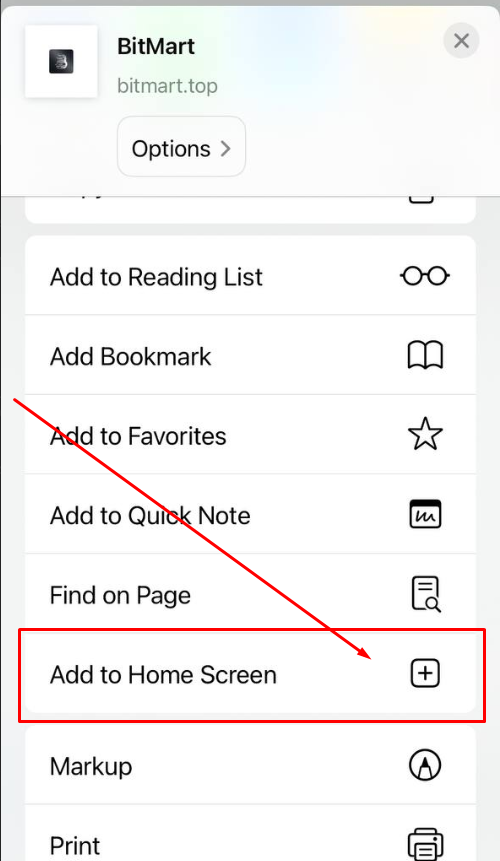 BitMart
bitmart.top
Options
Add to Reading List
Add Bookmark
Add to Favorites
Add to Quick Note
Find on Page
Add to Home Screen
Markup
Print